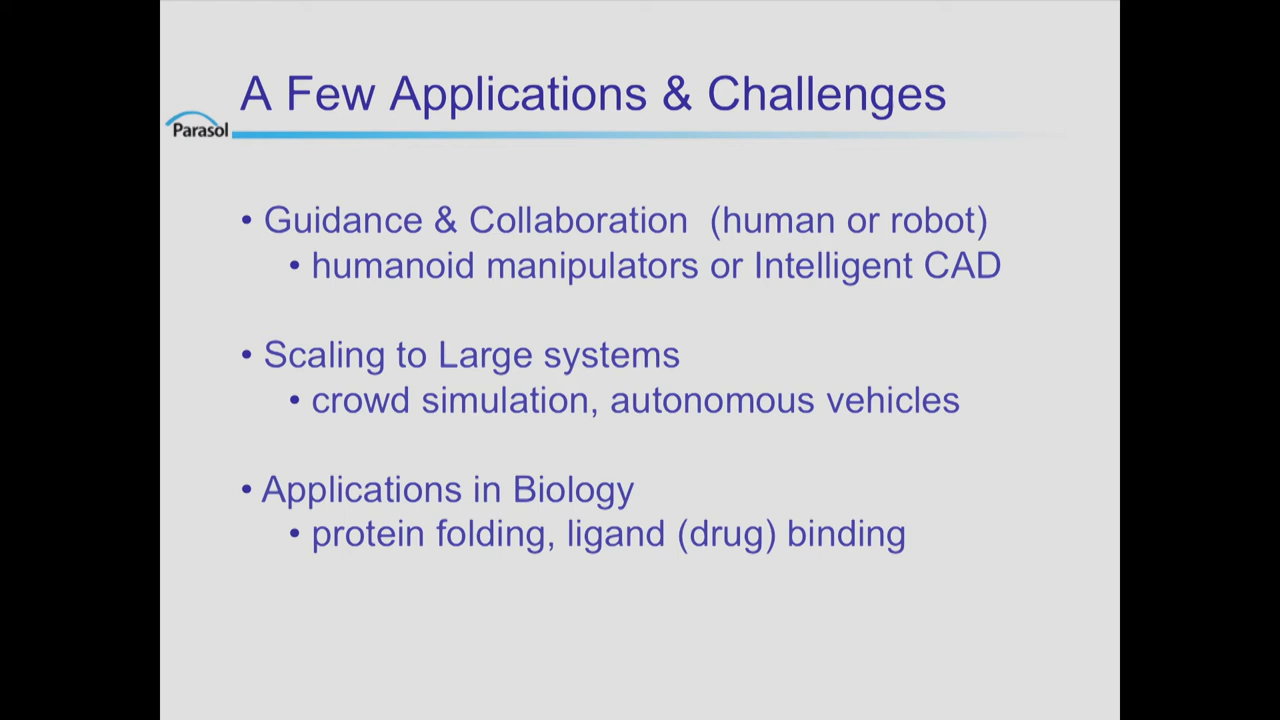 A Few Applications & Challenges
Parasol
• Guidance & Collaboration (human or robot)
• humanoid manipulators or Intelligent CAD
• Scaling to Large systems
• crowd simulation, autonomous vehicles
• Applications in Biology
• protein folding, ligand (drug) binding